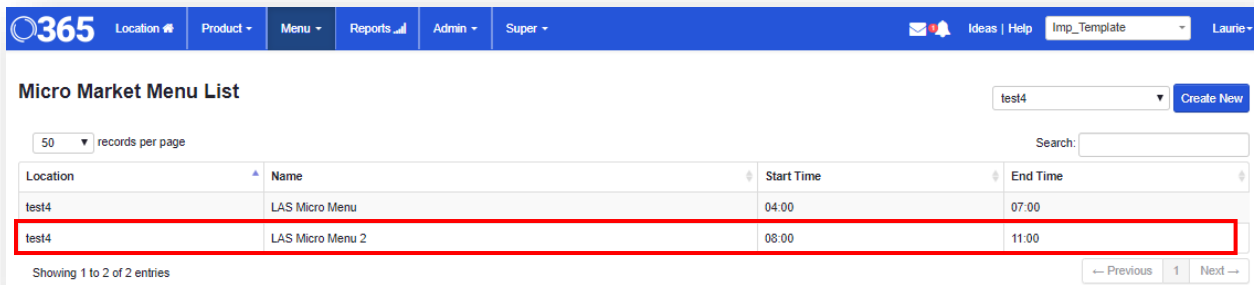 365 Location Product Menu Reports Admin Super Ideas | Help Imp_Template Laurie
Micro Market Menu List
test4 Create New
50 records per page Search:
Location Name Start Time End Time
test4 LAS Micro Menu 04:00 07:00
test4 LAS Micro Menu 2 08:00 11:00
Showing 1 to 2 of 2 entries ← Previous 1 Next →